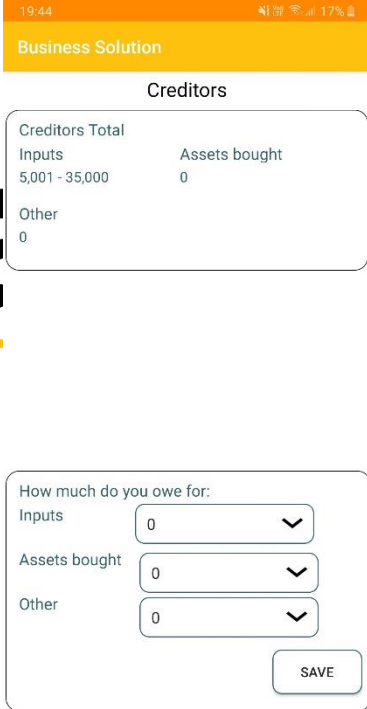 19:44
17%
Business Solution
Creditors
Creditors Total
Inputs Assets bought
5,001 - 35,000 0
Other
0
How much do you owe for:
Inputs 0
Assets bought 0
Other 0
SAVE